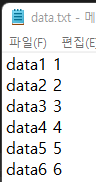 data.txt - 메
파일(F) 편집(E
data1 1
data2 2
data3 3
data4 4
data5 5
data6 6